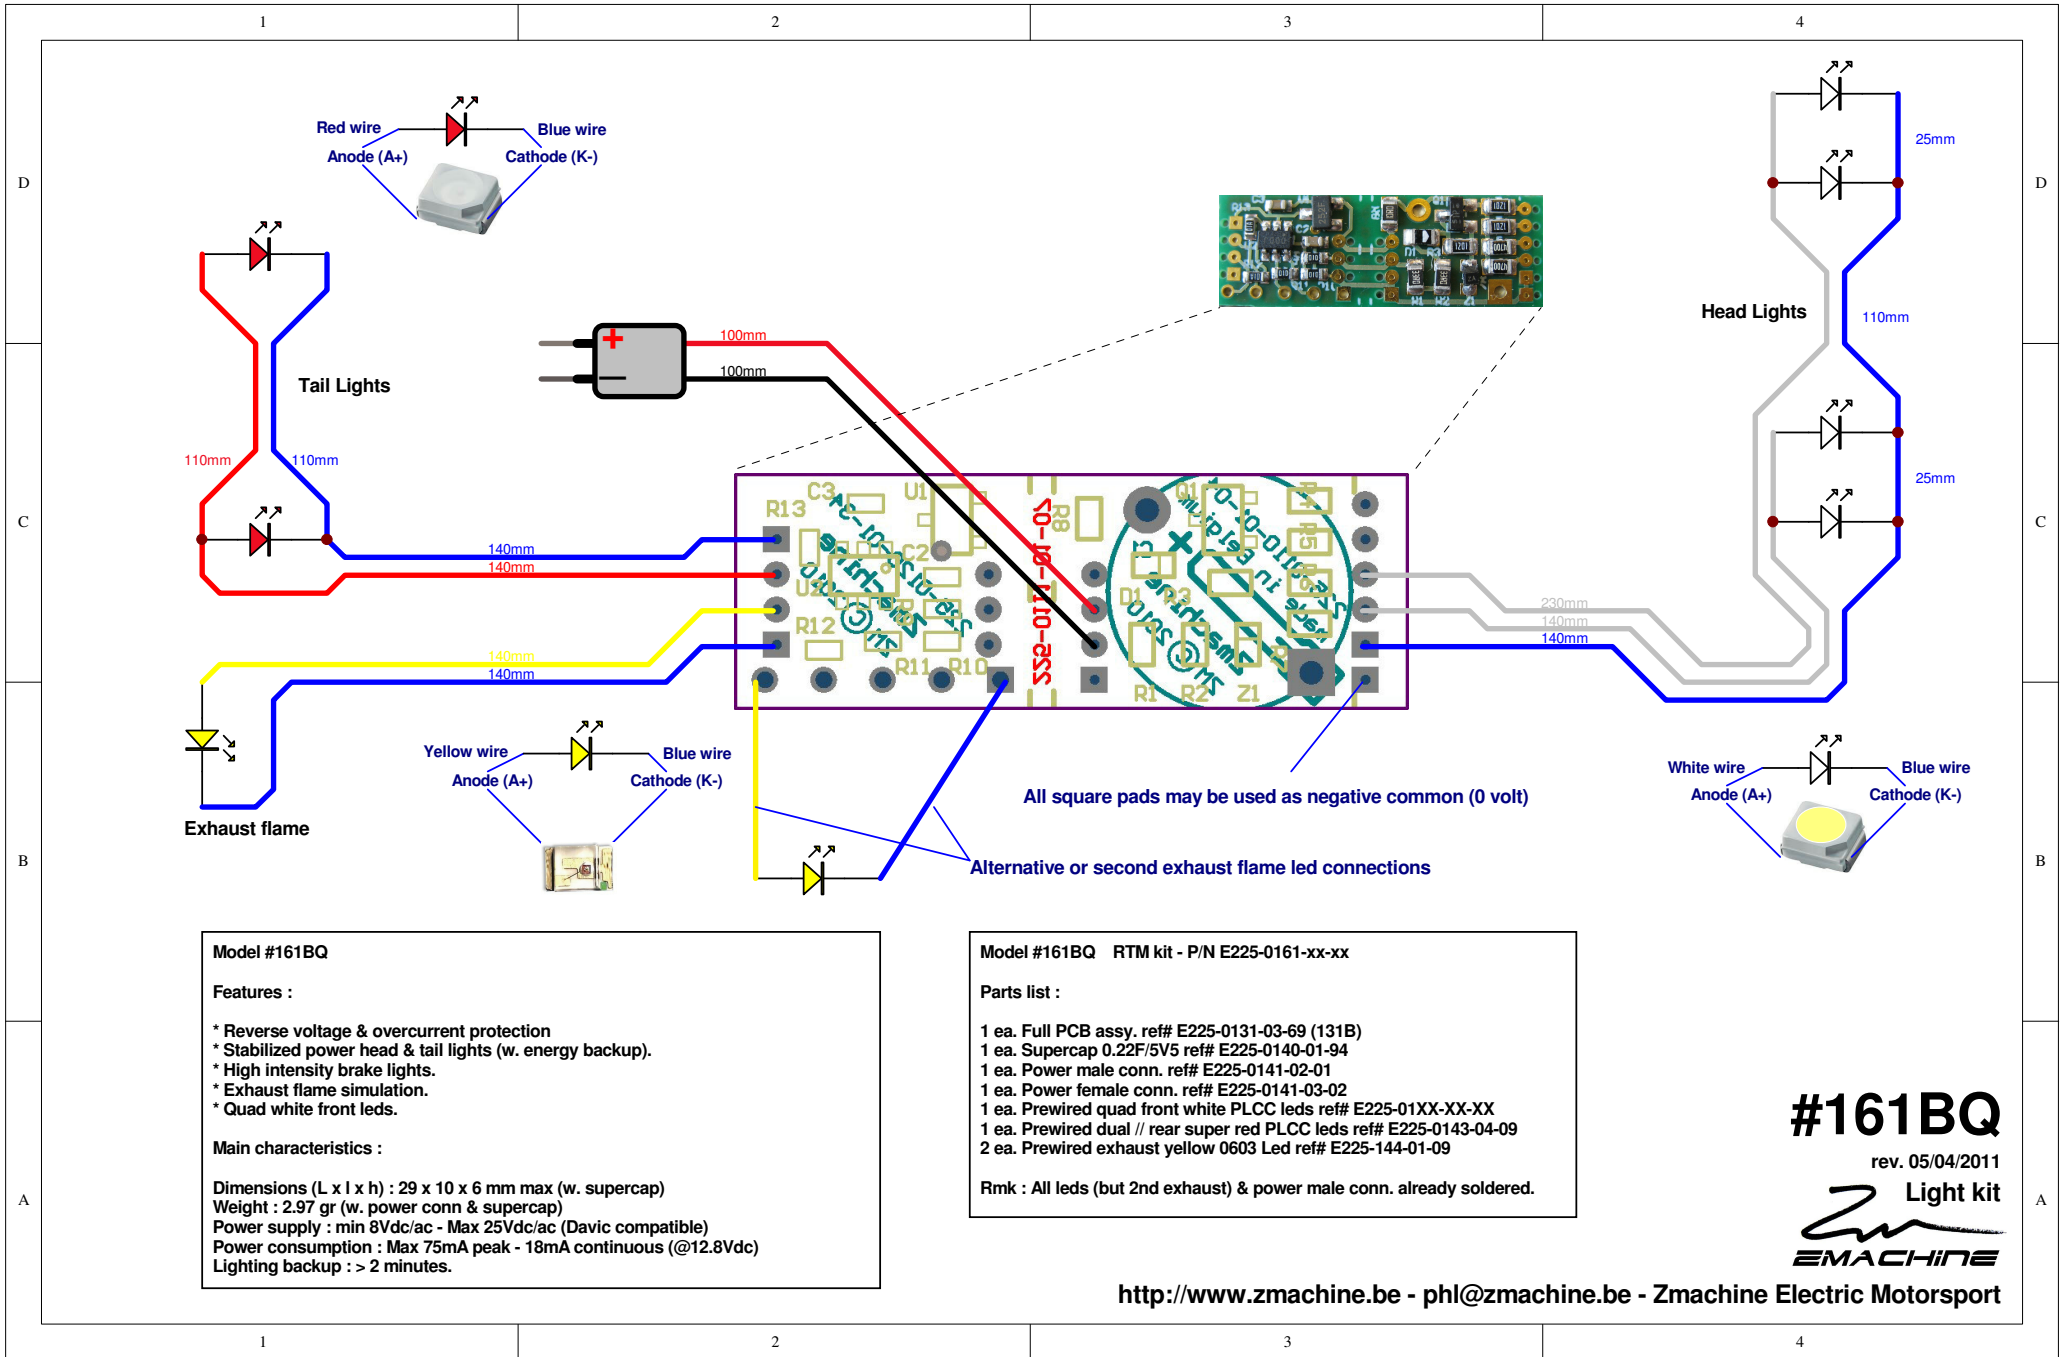 1
2
3
4
D
D
Red wire
Blue wire
Anode (A+)
Cathode (K-)
25mm
Head Lights
110mm
100mm
100mm
Tail Lights
110mm
110mm
25mm
C
C
R13
C3
U1
C2
U2
R12
R11
R10
225-0111-01-07
R8
Q1
R5
D1
R3
R1
R2
Z1
140mm
140mm
140mm
140mm
230mm
140mm
140mm
Yellow wire
Blue wire
Anode (A+)
Cathode (K-)
White wire
Blue wire
Anode (A+)
Cathode (K-)
All square pads may be used as negative common (0 volt)
Exhaust flame
Alternative or second exhaust flame led connections
B
B
Model #161BQ
Features :
* Reverse voltage & overcurrent protection
* Stabilized power head & tail lights (w. energy backup).
* High intensity brake lights.
* Exhaust flame simulation.
* Quad white front leds.
Main characteristics :
Dimensions (L x l x h) : 29 x 10 x 6 mm max (w. supercap)
Weight : 2.97 gr (w. power conn & supercap)
Power supply : min 8Vdc/ac - Max 25Vdc/ac (Davic compatible)
Power consumption : Max 75mA peak - 18mA continuous (@12.8Vdc)
Lighting backup : > 2 minutes.
Model #161BQ RTM kit - P/N E225-0161-xx-xx
Parts list :
1 ea. Full PCB assy. ref# E225-0131-03-69 (131B)
1 ea. Supercap 0.22F/5V5 ref# E225-0140-01-94
1 ea. Power male conn. ref# E225-0141-02-01
1 ea. Power female conn. ref# E225-0141-03-02
1 ea. Prewired quad front white PLCC leds ref# E225-01XX-XX-XX
1 ea. Prewired dual // rear super red PLCC leds ref# E225-0143-04-09
2 ea. Prewired exhaust yellow 0603 Led ref# E225-144-01-09
Rmk : All leds (but 2nd exhaust) & power male conn. already soldered.
A
A
#161BQ
rev. 05/04/2011
Light kit
ZMACHINE
http://www.zmachine.be - phl@zmachine.be - Zmachine Electric Motorsport
1
2
3
4